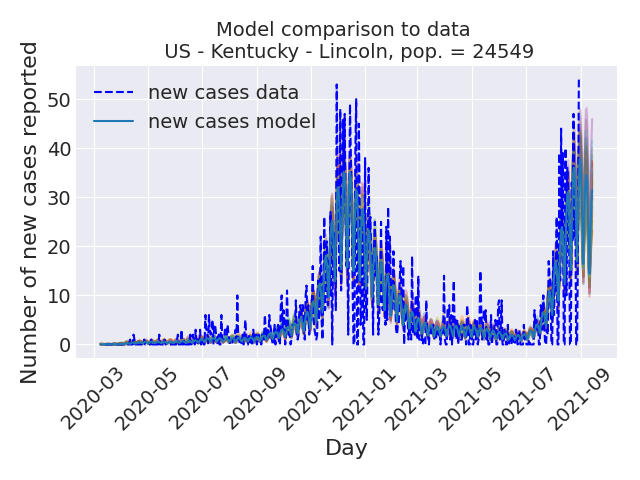 Model comparison to data
US - Kentucky - Lincoln, pop. = 24549
Number of new cases reported
50
40
30
20
10
0
new cases data
new cases model
2020-03
2020-05
2020-07
2020-09
2020-11
2021-01
2021-03
2021-05
2021-07
2021-09
Day